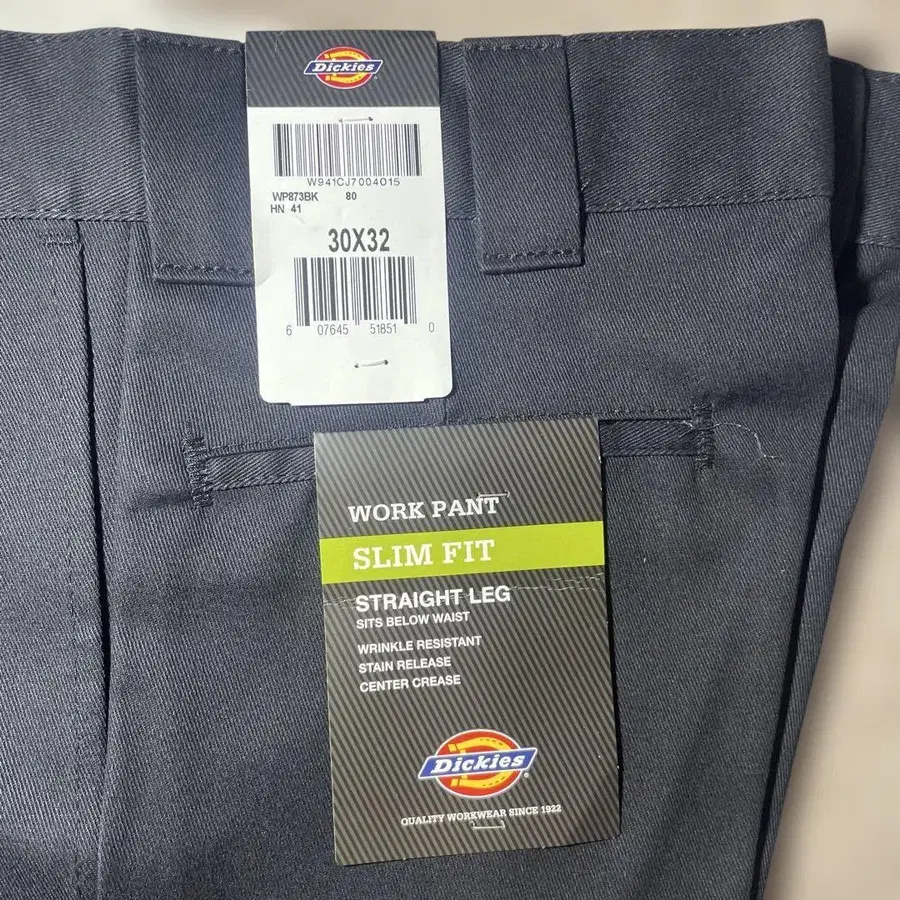 Dickies
W941CJ7004015
WP873BK 80
HN 41
30X32
6 07645 51851 0
WORK PANT
SLIM FIT
STRAIGHT LEG
SITS BELOW WAIST
WRINKLE RESISTANT
STAIN RELEASE
CENTER CREASE
Dickies
QUALITY WORKWEAR SINCE 1922